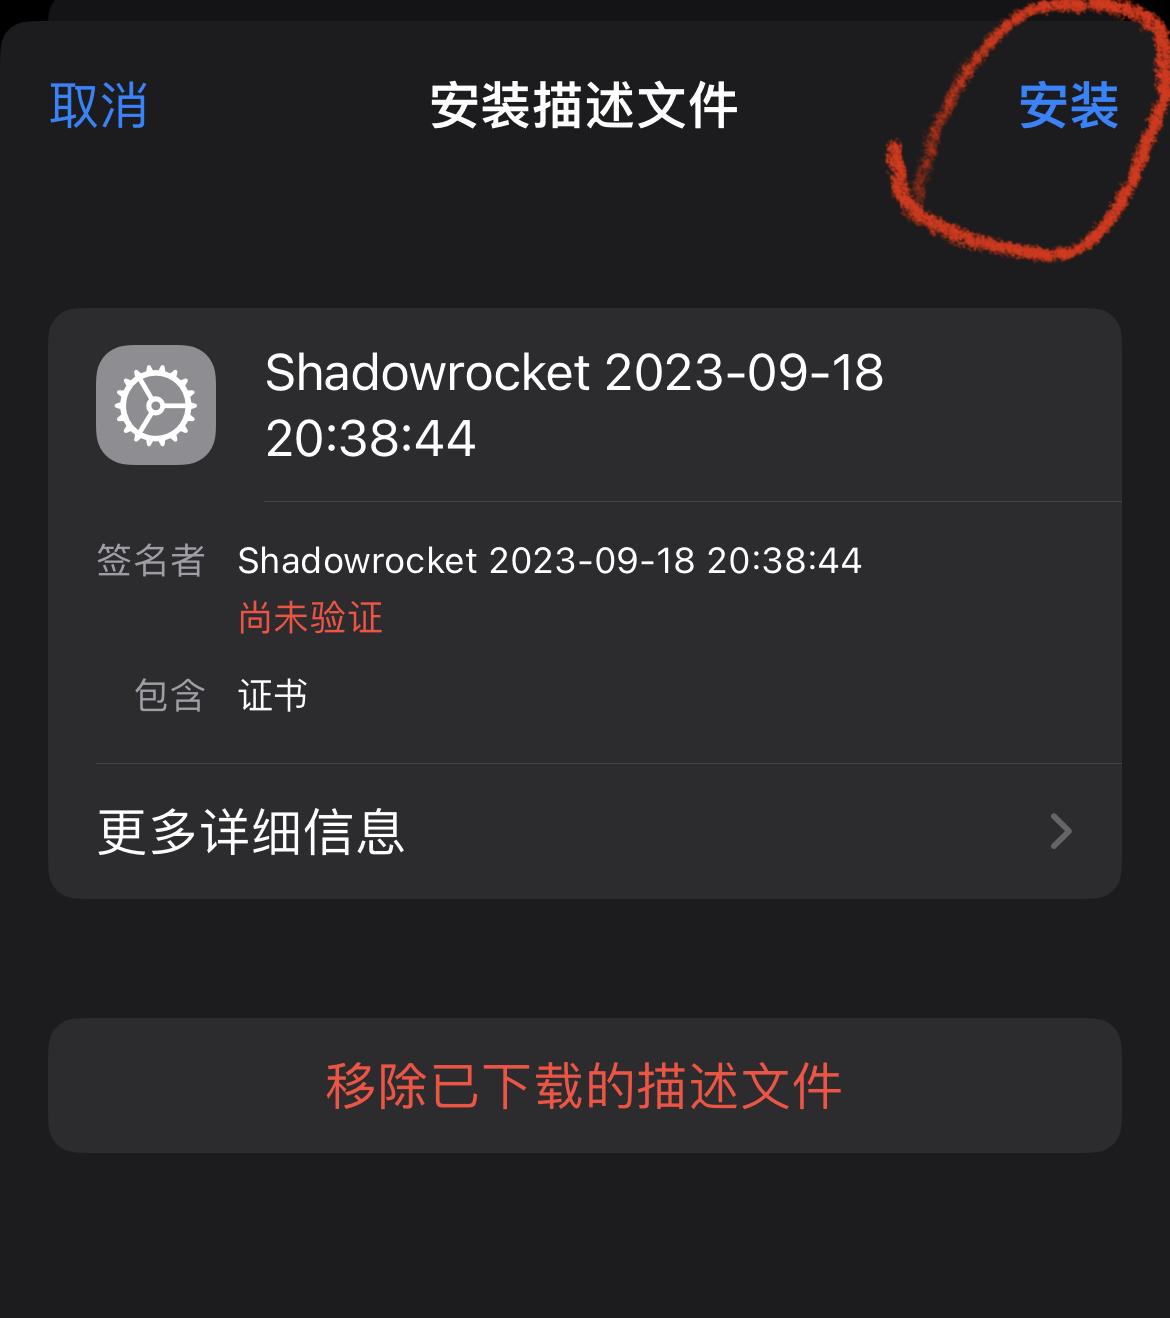 取消 安装描述文件 安装
Shadowrocket 2023-09-18
20:38:44
签名者 Shadowrocket 2023-09-18 20:38:44
尚未验证
包含 证书
更多详细信息
移除已下载的描述文件